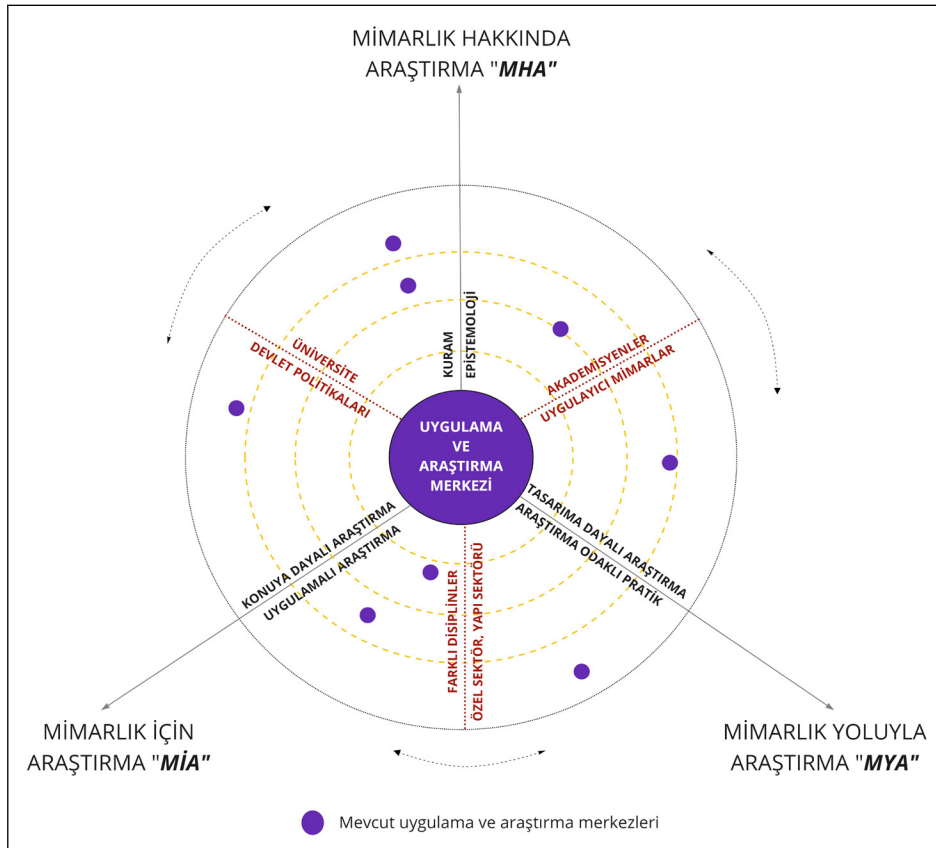 MİMARLIK HAKKINDA
ARAŞTIRMA "MHA"
KURAM
EPİSTEMOLOJİ
ÜNİVERSİTE
DEVLET POLİTİKALARI
AKADEMİSYENLER
UYGULAYICI MİMARLAR
UYGULAMA
VE
ARAŞTIRMA
MERKEZİ
KONUYA DAYALI ARAŞTIRMA
UYGULAMALI ARAŞTIRMA
TASARIMA DAYALI ARAŞTIRMA
ARAŞTIRMA ODAKLI PRATİK
FARKLI DİSİPLİNLER
ÖZEL SEKTÖR, YAPI SEKTÖRÜ
MİMARLIK İÇİN
ARAŞTIRMA "MİA"
MİMARLIK YOLUYLA
ARAŞTIRMA "MYA"
Mevcut uygulama ve araştırma merkezleri